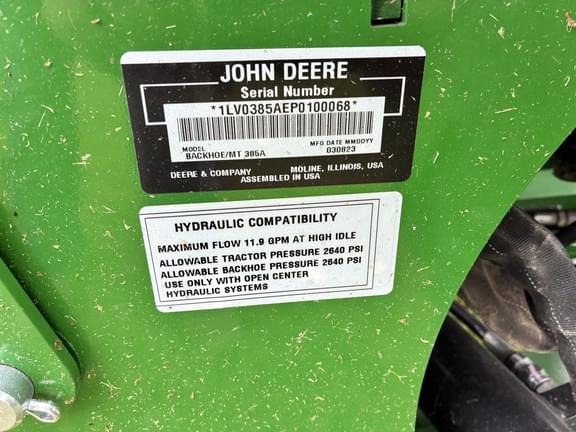 JOHN DEERE
Serial Number
*1LV0385AEP0100068*
MODEL MFG DATE MMDDYY
BACKHOE/MT 385A 030823
DEERE & COMPANY MOLINE, ILLINOIS, USA
ASSEMBLED IN USA
HYDRAULIC COMPATIBILITY
MAXIMUM FLOW 11.9 GPM AT HIGH IDLE
ALLOWABLE TRACTOR PRESSURE 2640 PSI
ALLOWABLE BACKHOE PRESSURE 2640 PSI
USE ONLY WITH OPEN CENTER
HYDRAULIC SYSTEMS